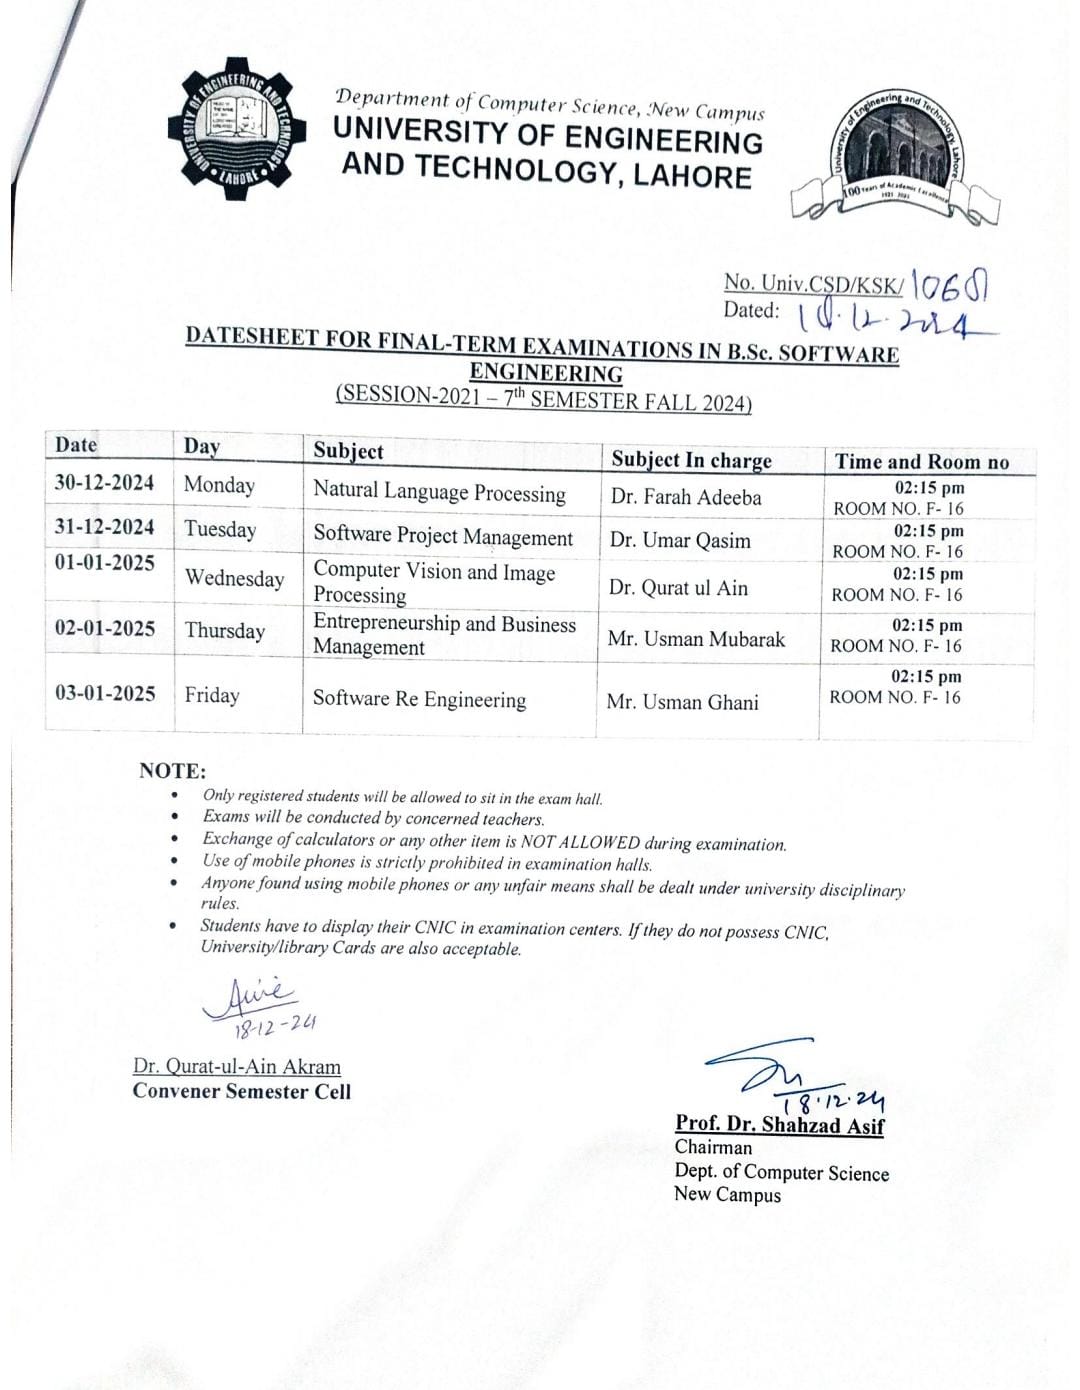 UNIVERSITY OF ENGINEERING AND TECHNOLOGY
• LAHORE •
Department of Computer Science, New Campus
UNIVERSITY OF ENGINEERING
AND TECHNOLOGY, LAHORE
University of Engineering and Technology, Lahore
100 Years of Academic Excellence
1921 2021
No. Univ.CSD/KSK/
Dated: 18.12.2024
DATESHEET FOR FINAL-TERM EXAMINATIONS IN B.Sc. SOFTWARE
ENGINEERING
(SESSION-2021 – 7th SEMESTER FALL 2024)
Date Day Subject Subject In charge Time and Room no
30-12-2024 Monday Natural Language Processing Dr. Farah Adeeba 02:15 pm
ROOM NO. F- 16
31-12-2024 Tuesday Software Project Management Dr. Umar Qasim 02:15 pm
ROOM NO. F- 16
01-01-2025 Wednesday Computer Vision and Image Dr. Qurat ul Ain 02:15 pm
Processing ROOM NO. F- 16
02-01-2025 Thursday Entrepreneurship and Business Mr. Usman Mubarak 02:15 pm
Management ROOM NO. F- 16
03-01-2025 Friday Software Re Engineering Mr. Usman Ghani 02:15 pm
ROOM NO. F- 16
NOTE:
• Only registered students will be allowed to sit in the exam hall.
• Exams will be conducted by concerned teachers.
• Exchange of calculators or any other item is NOT ALLOWED during examination.
• Use of mobile phones is strictly prohibited in examination halls.
• Anyone found using mobile phones or any unfair means shall be dealt under university disciplinary
rules.
• Students have to display their CNIC in examination centers. If they do not possess CNIC,
University/library Cards are also acceptable.
18-12-24
Dr. Qurat-ul-Ain Akram
Convener Semester Cell
18.12.24
Prof. Dr. Shahzad Asif
Chairman
Dept. of Computer Science
New Campus